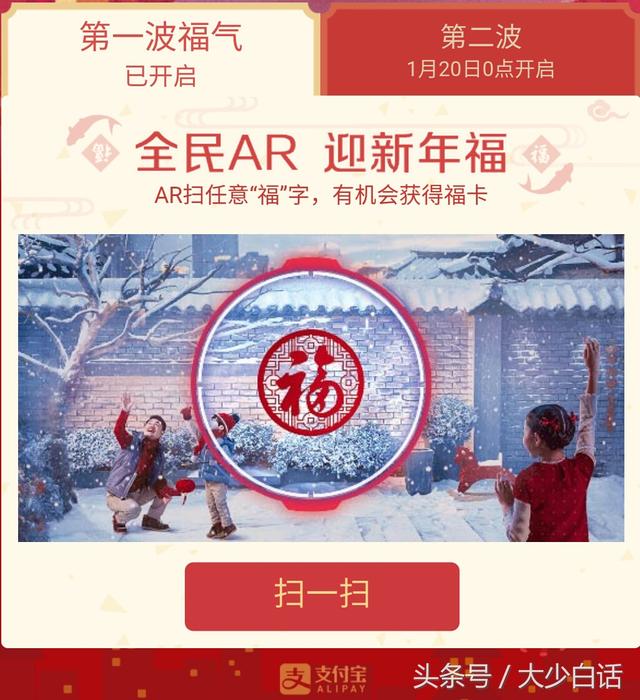 第一波福气
已开启
第二波
1月20日0点开启
全民AR 迎新年福
福
AR扫任意“福”字，有机会获得福卡
福
扫一扫
支付宝
ALIPAY
头条号 / 大少白话